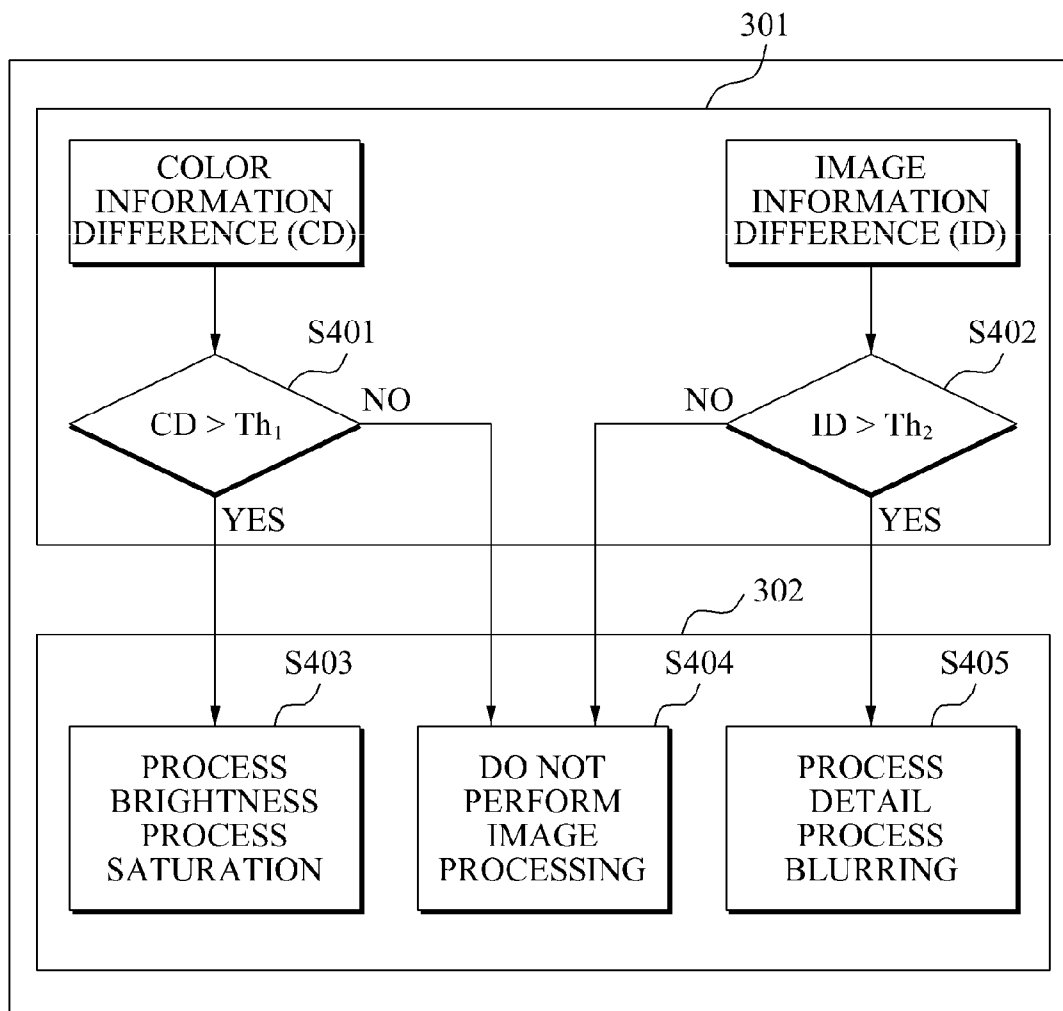 301
COLOR
INFORMATION
DIFFERENCE (CD)
IMAGE
INFORMATION
DIFFERENCE (ID)
S401
CD > Th₁
NO
YES
S402
ID > Th₂
NO
YES
302
S403
PROCESS
BRIGHTNESS
PROCESS
SATURATION
S404
DO NOT
PERFORM
IMAGE
PROCESSING
S405
PROCESS
DETAIL
PROCESS
BLURRING